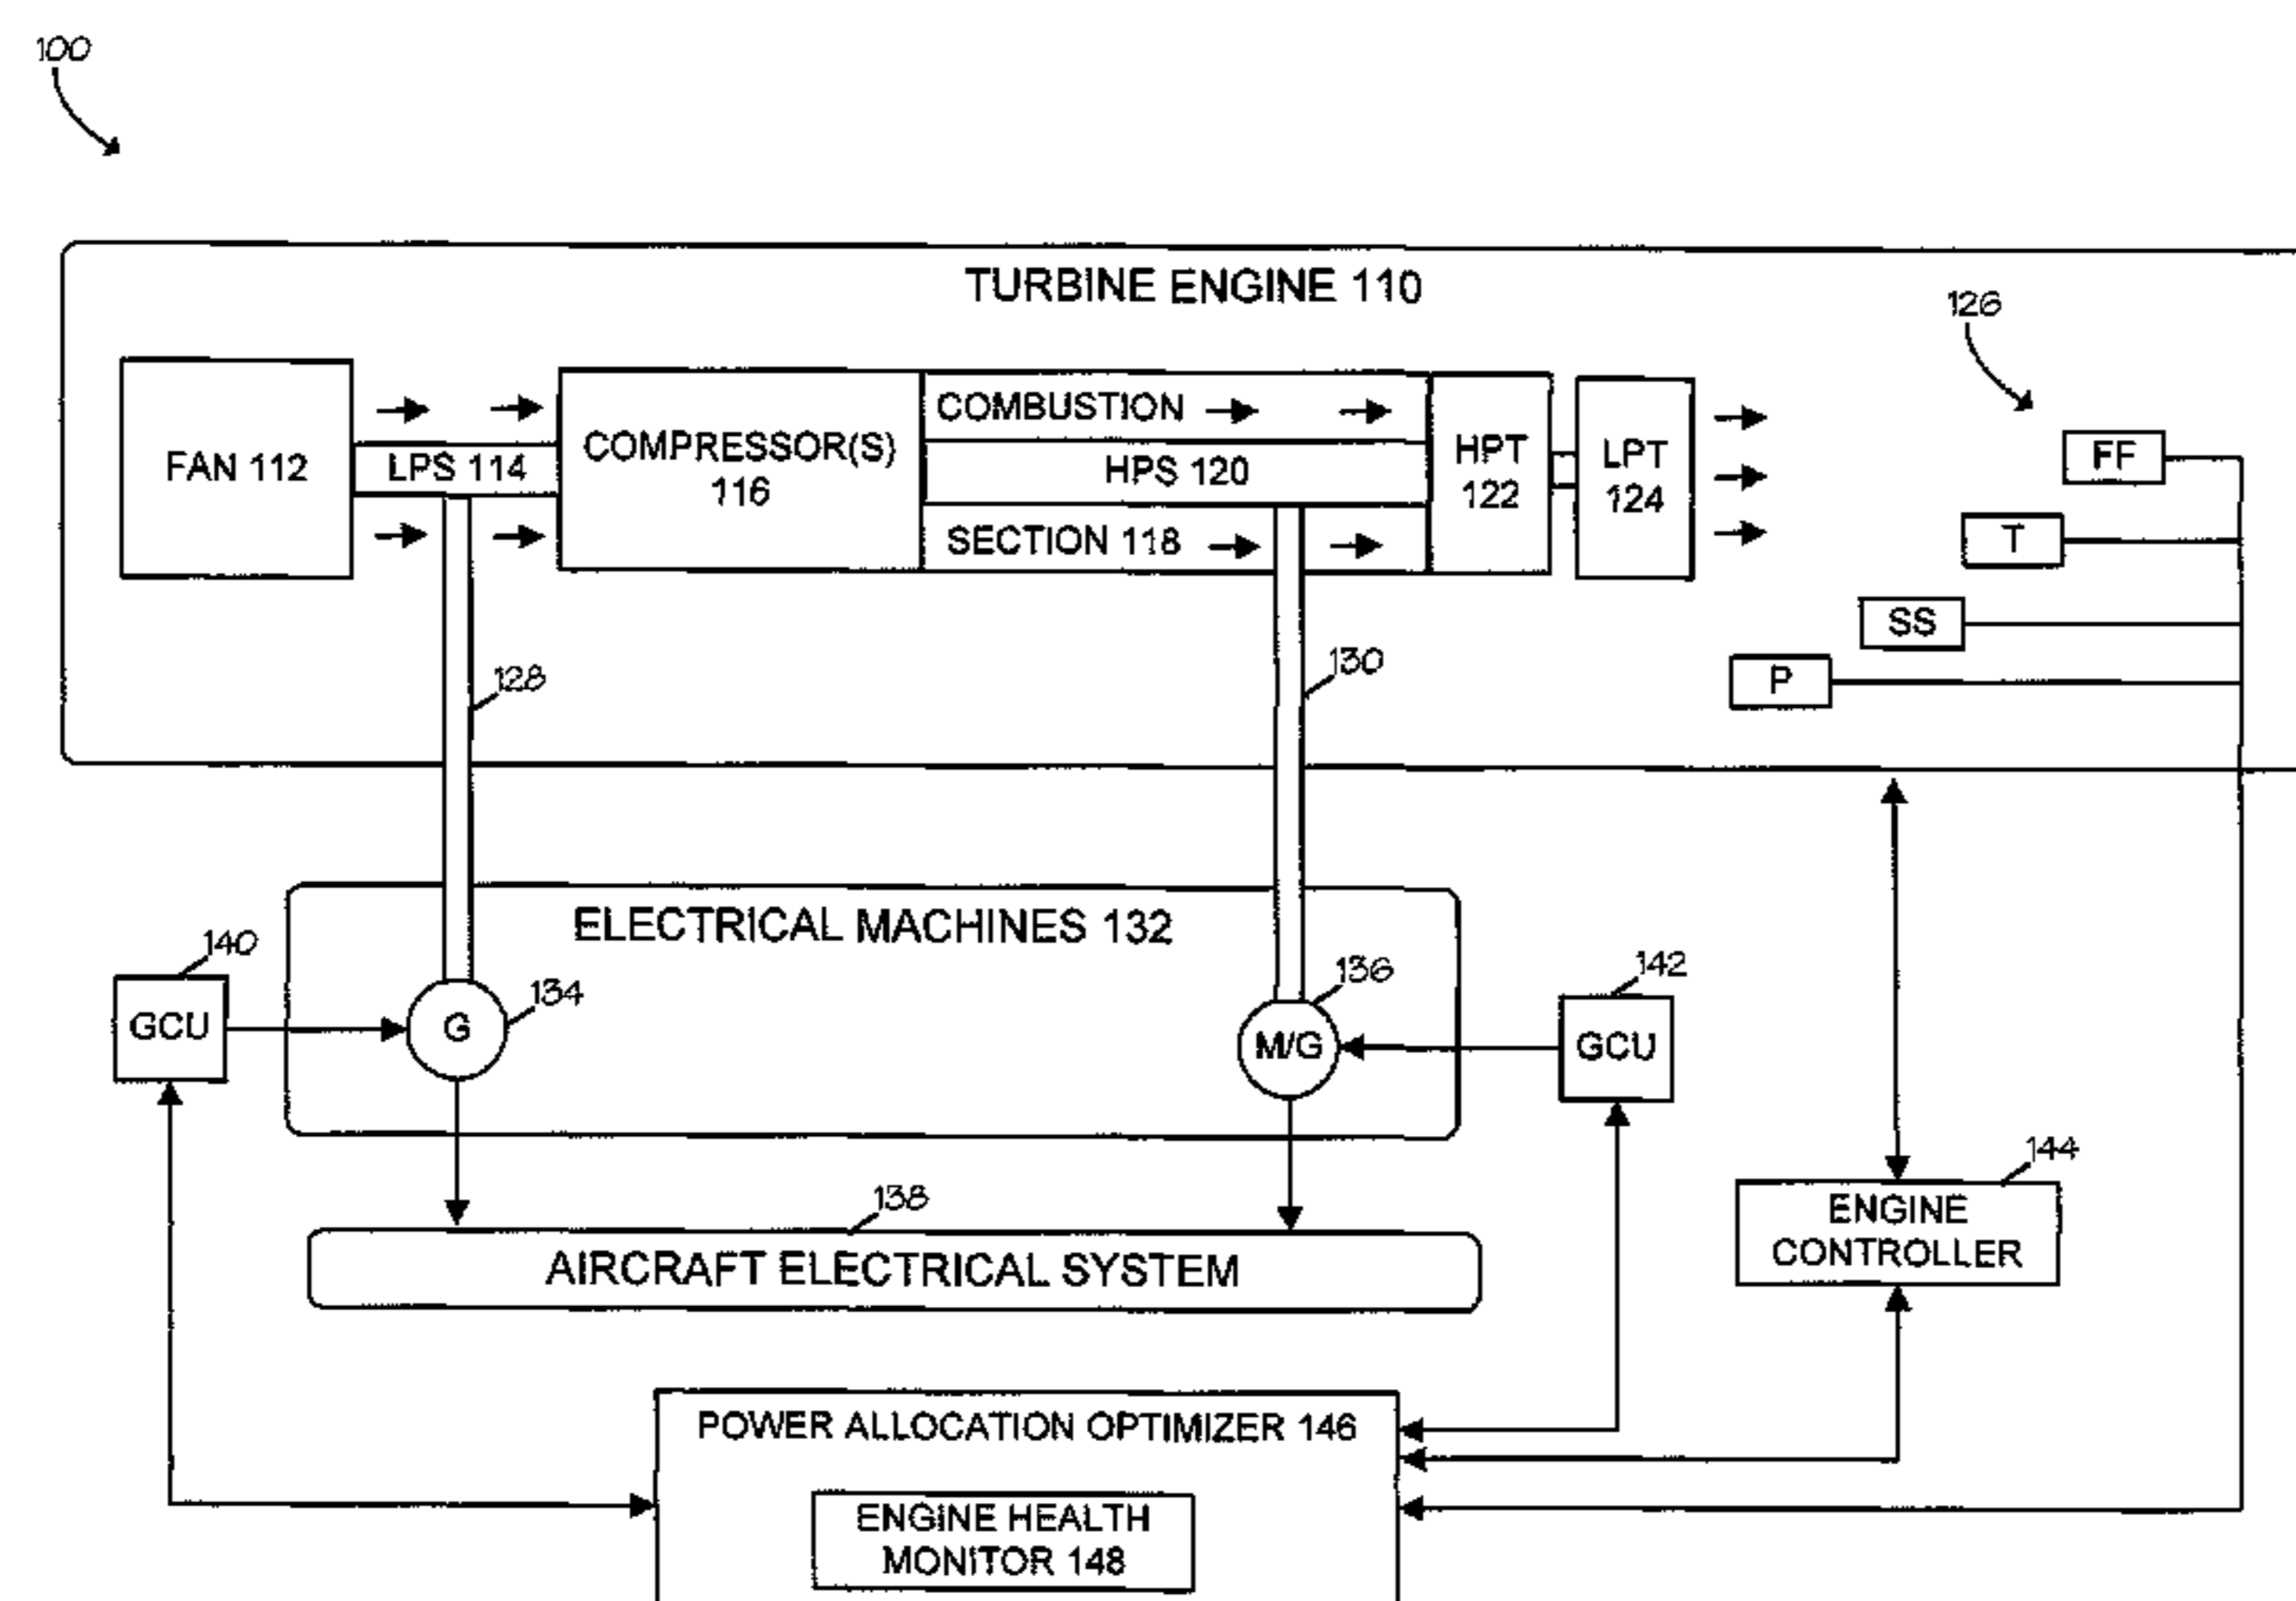 100
TURBINE ENGINE 110
126
FAN 112
LPS 114
COMPRESSOR(S)
116
COMBUSTION
HPS 120
SECTION 118
HPT
122
LPT
124
FF
T
SS
P
128
130
ELECTRICAL MACHINES 132
140
GCU
134
G
136
M/G
142
GCU
144
ENGINE
CONTROLLER
138
AIRCRAFT ELECTRICAL SYSTEM
POWER ALLOCATION OPTIMIZER 146
ENGINE HEALTH
MONITOR 148